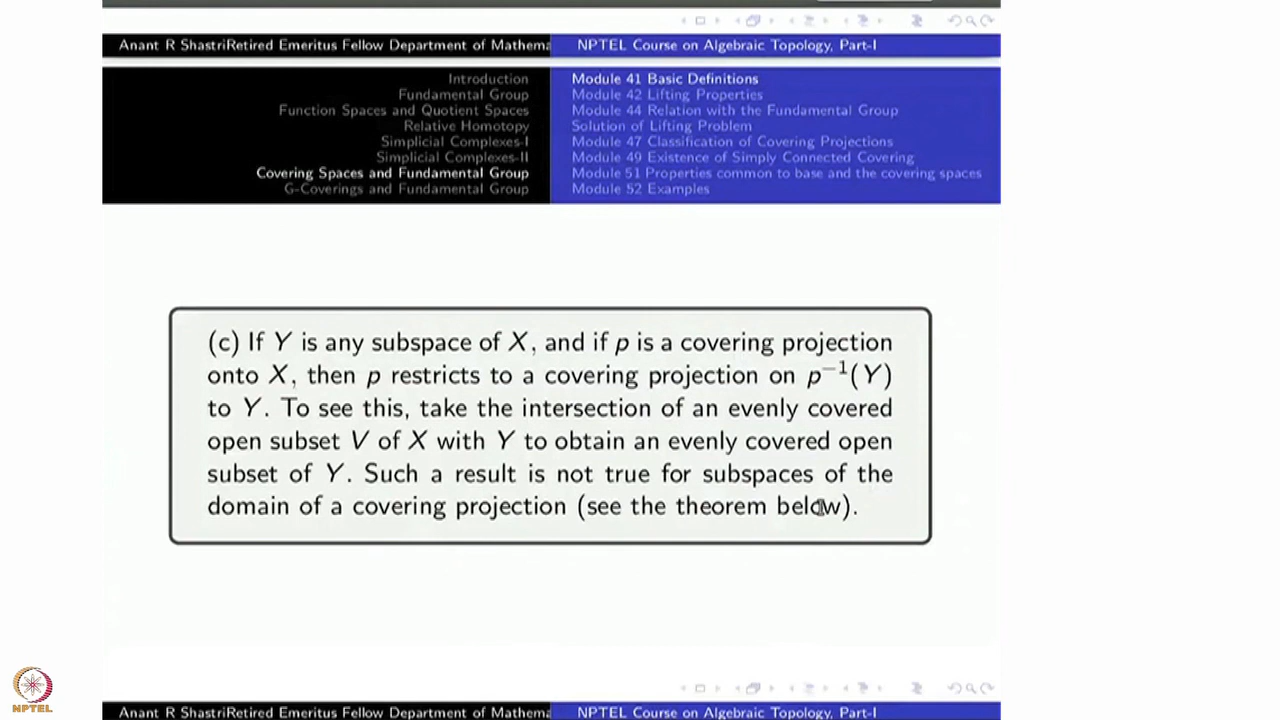 Anant R ShastriRetired Emeritus Fellow Department of Mathema NPTEL Course on Algebraic Topology, Part-I
Introduction
Fundamental Group
Function Spaces and Quotient Spaces
Relative Homotopy
Simplicial Complexes-I
Simplicial Complexes-II
Covering Spaces and Fundamental Group
G-Coverings and Fundamental Group
Module 41 Basic Definitions
Module 42 Lifting Properties
Module 44 Relation with the Fundamental Group
Solution of Lifting Problem
Module 47 Classification of Covering Projections
Module 49 Existence of Simply Connected Covering
Module 51 Properties common to base and the covering spaces
Module 52 Examples
(c) If Y is any subspace of X, and if p is a covering projection
onto X, then p restricts to a covering projection on p⁻¹(Y)
to Y. To see this, take the intersection of an evenly covered
open subset V of X with Y to obtain an evenly covered open
subset of Y. Such a result is not true for subspaces of the
domain of a covering projection (see the theorem below).
NPTEL
Anant R ShastriRetired Emeritus Fellow Department of Mathema NPTEL Course on Algebraic Topology, Part-I